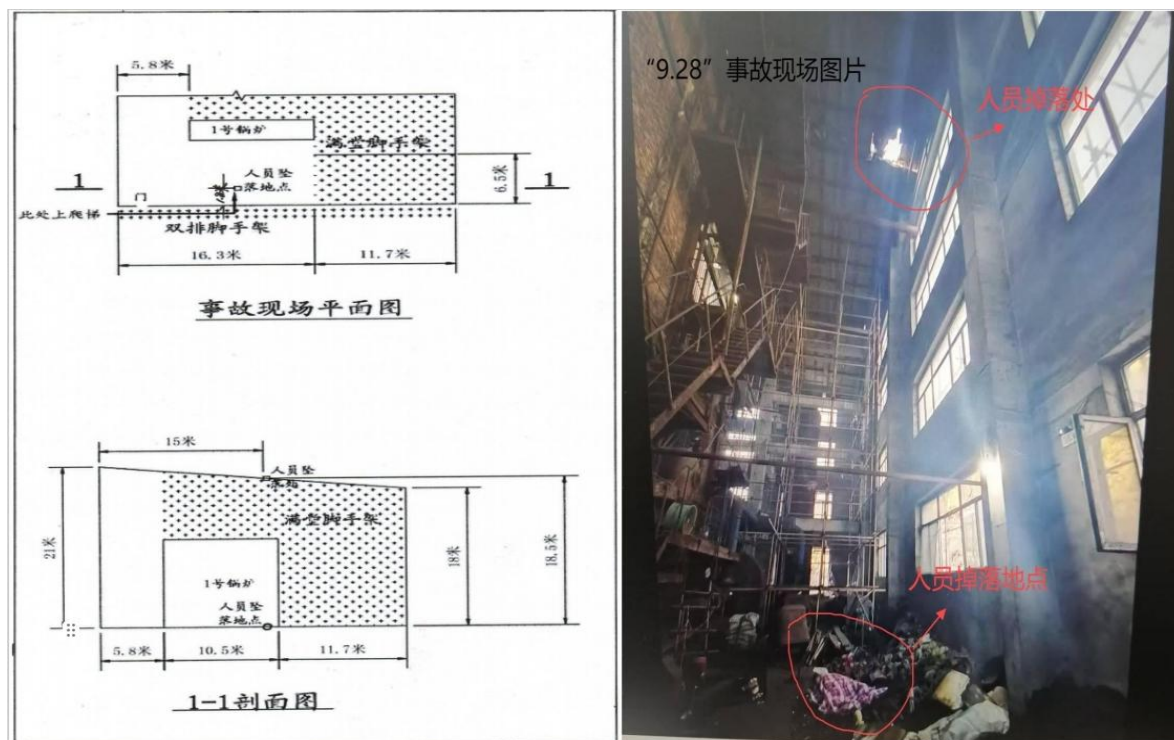 5.8米
1号锅炉
满堂脚手架
人员坠
落地点
6.5米
1
1
此处上爬梯
双排脚手架
16.3米
11.7米
事故现场平面图
15米
人员坠
满堂脚手架
21米
18米
18.5米
1号锅炉
人员坠
落地点
5.8米
10.5米
11.7米
1-1剖面图
“9.28”事故现场图片
人员掉落处
人员掉落地点